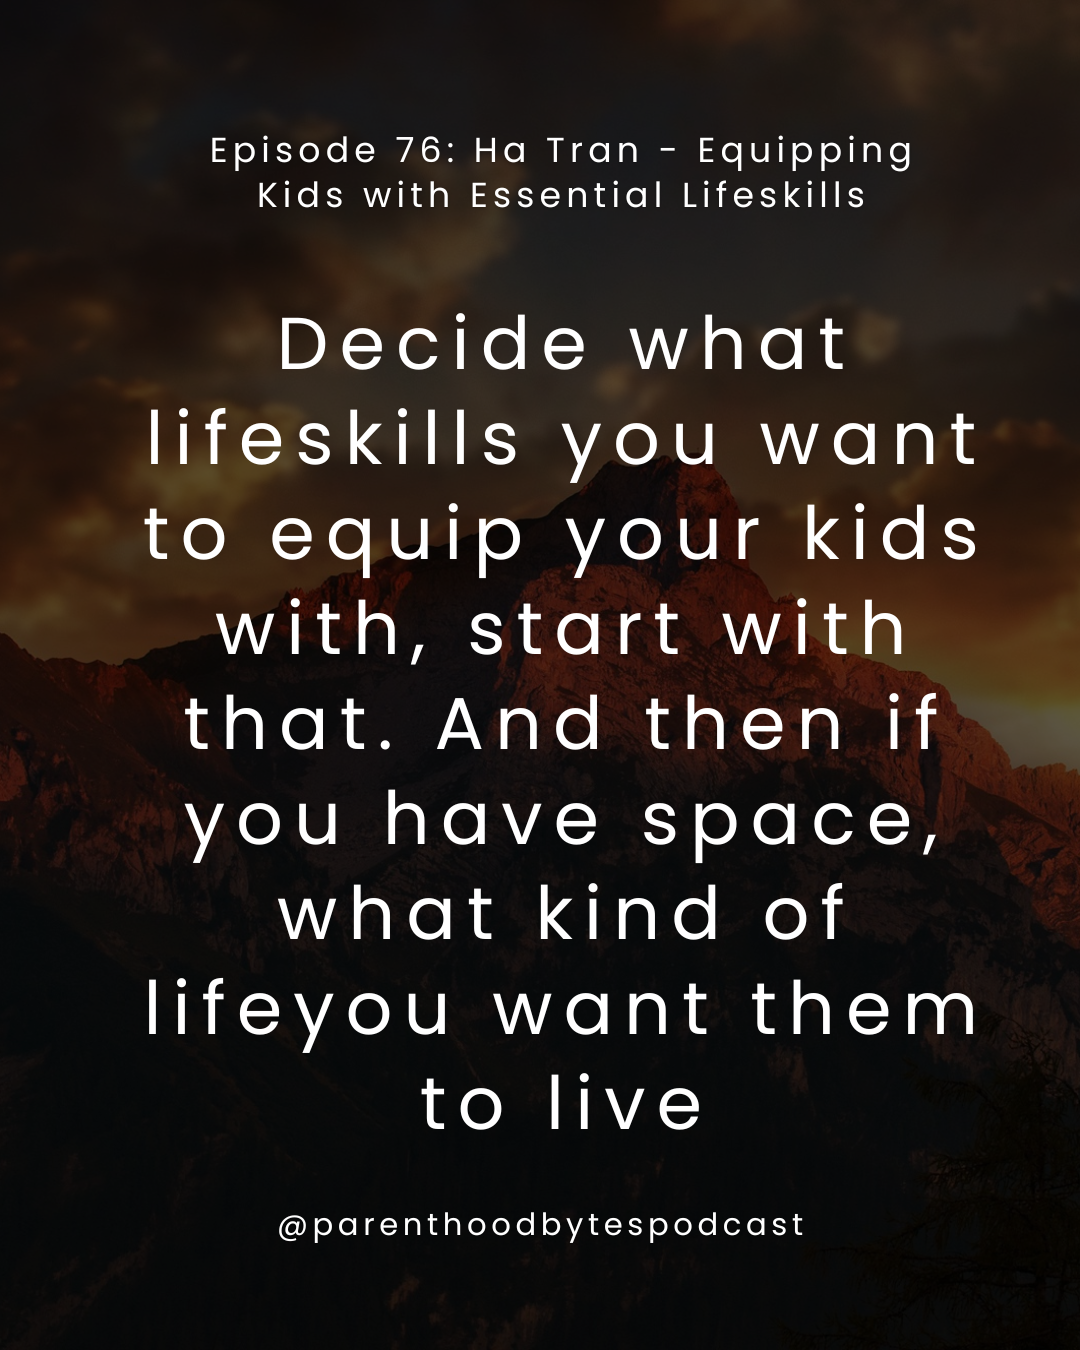 Episode 76: Ha Tran - Equipping
Kids with Essential Lifeskills
Decide what
lifeskills you want
to equip your kids
with, start with
that. And then if
you have space,
what kind of
lifeyou want them
to live
@parenthoodbytespodcast